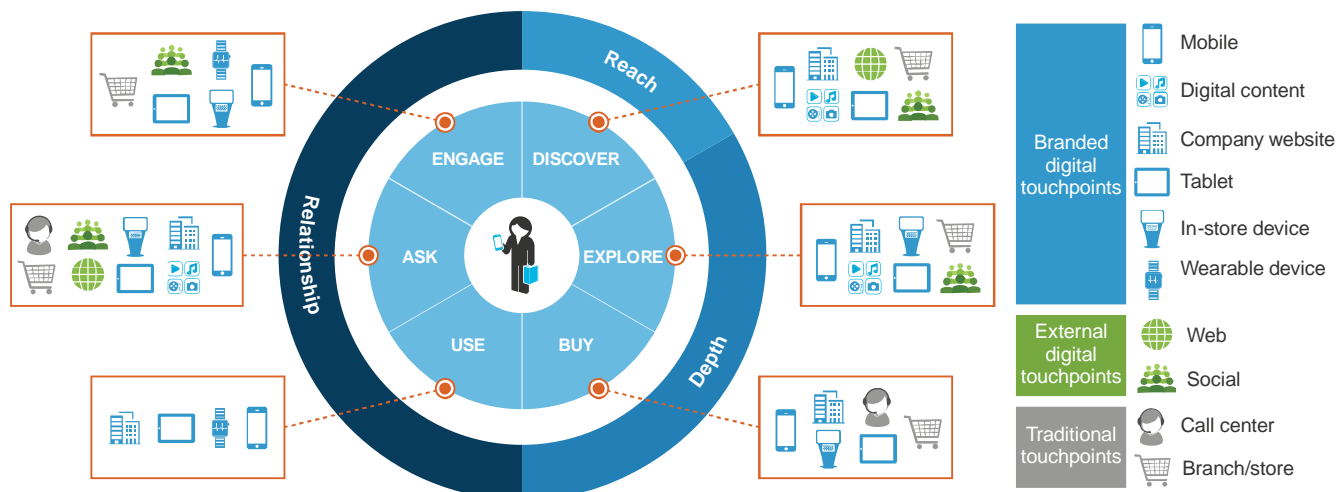 Reach
Depth
Relationship
ENGAGE
DISCOVER
ASK
EXPLORE
USE
BUY
Branded
digital
touchpoints
Mobile
Digital content
Company website
Tablet
In-store device
Wearable device
External
digital
touchpoints
Web
Social
Traditional
touchpoints
Call center
Branch/store